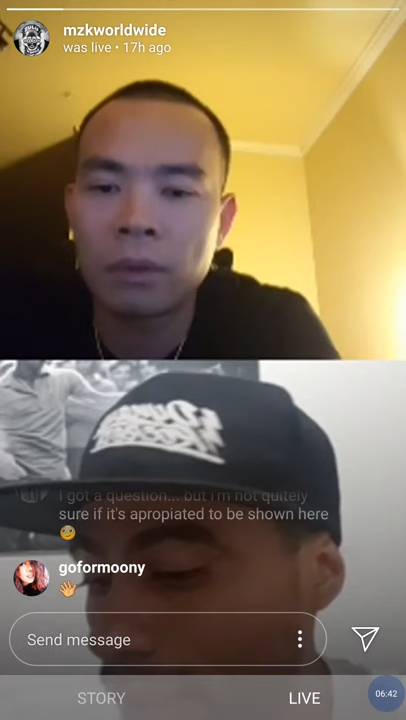 mzkworldwide
was live • 17h ago
I got a question... but i'm not quitely
sure if it's apropiated to be shown here
🧐
goformoony
👋
Send message
STORY
LIVE
06:42